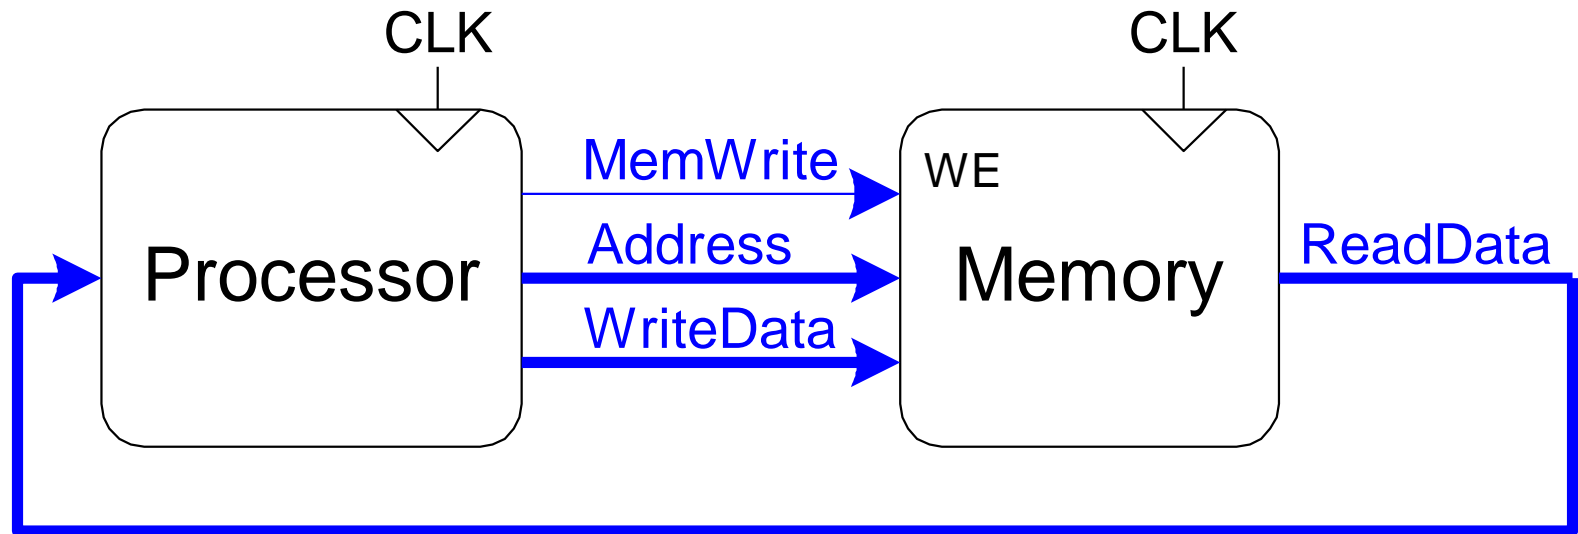 CLK
CLK
MemWrite
WE
Address
ReadData
Processor
Memory
WriteData